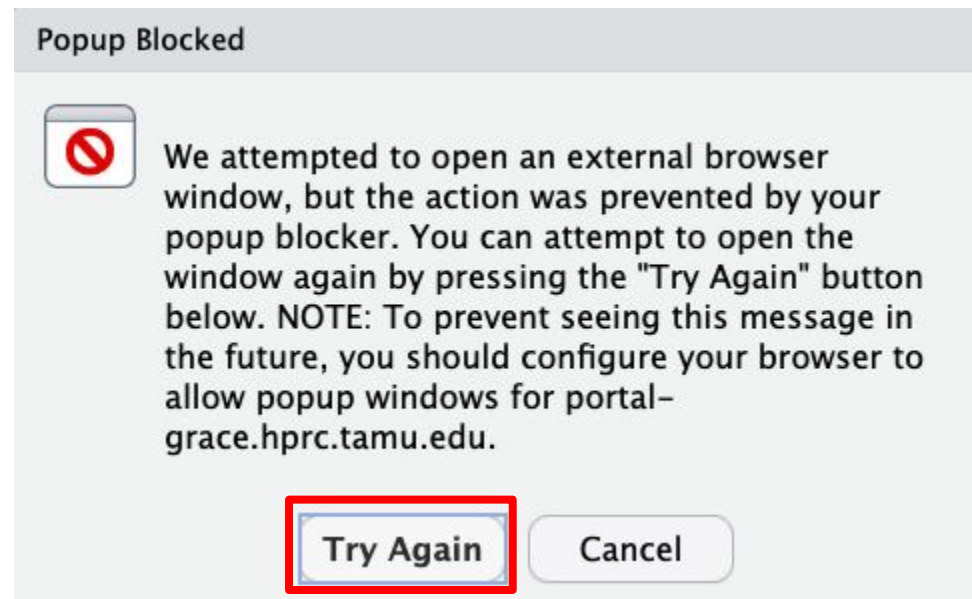 Popup Blocked
We attempted to open an external browser
window, but the action was prevented by your
popup blocker. You can attempt to open the
window again by pressing the "Try Again" button
below. NOTE: To prevent seeing this message in
the future, you should configure your browser to
allow popup windows for portal-
grace.hprc.tamu.edu.
Try Again
Cancel